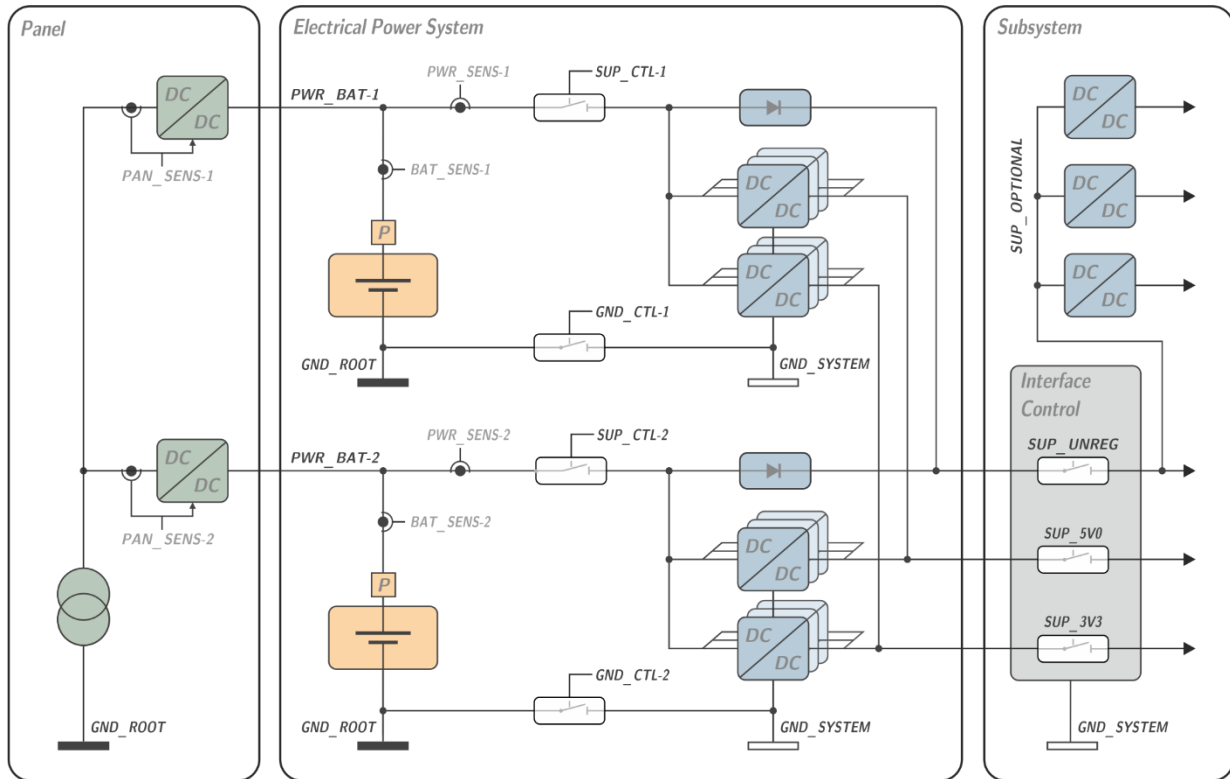 Panel
Electrical Power System
Subsystem
DC
DC
PAN_SENS-1
PWR_BAT-1
PWR_SENS-1
SUP_CTL-1
BAT_SENS-1
P
DC
DC
DC
DC
GND_CTL-1
GND_ROOT
GND_SYSTEM
DC
DC
PAN_SENS-2
GND_ROOT
PWR_BAT-2
PWR_SENS-2
SUP_CTL-2
BAT_SENS-2
P
DC
DC
DC
DC
GND_CTL-2
GND_ROOT
GND_SYSTEM
SUP_OPTIONAL
DC
DC
DC
DC
DC
DC
Interface
Control
SUP_UNREG
SUP_5V0
SUP_3V3
GND_SYSTEM